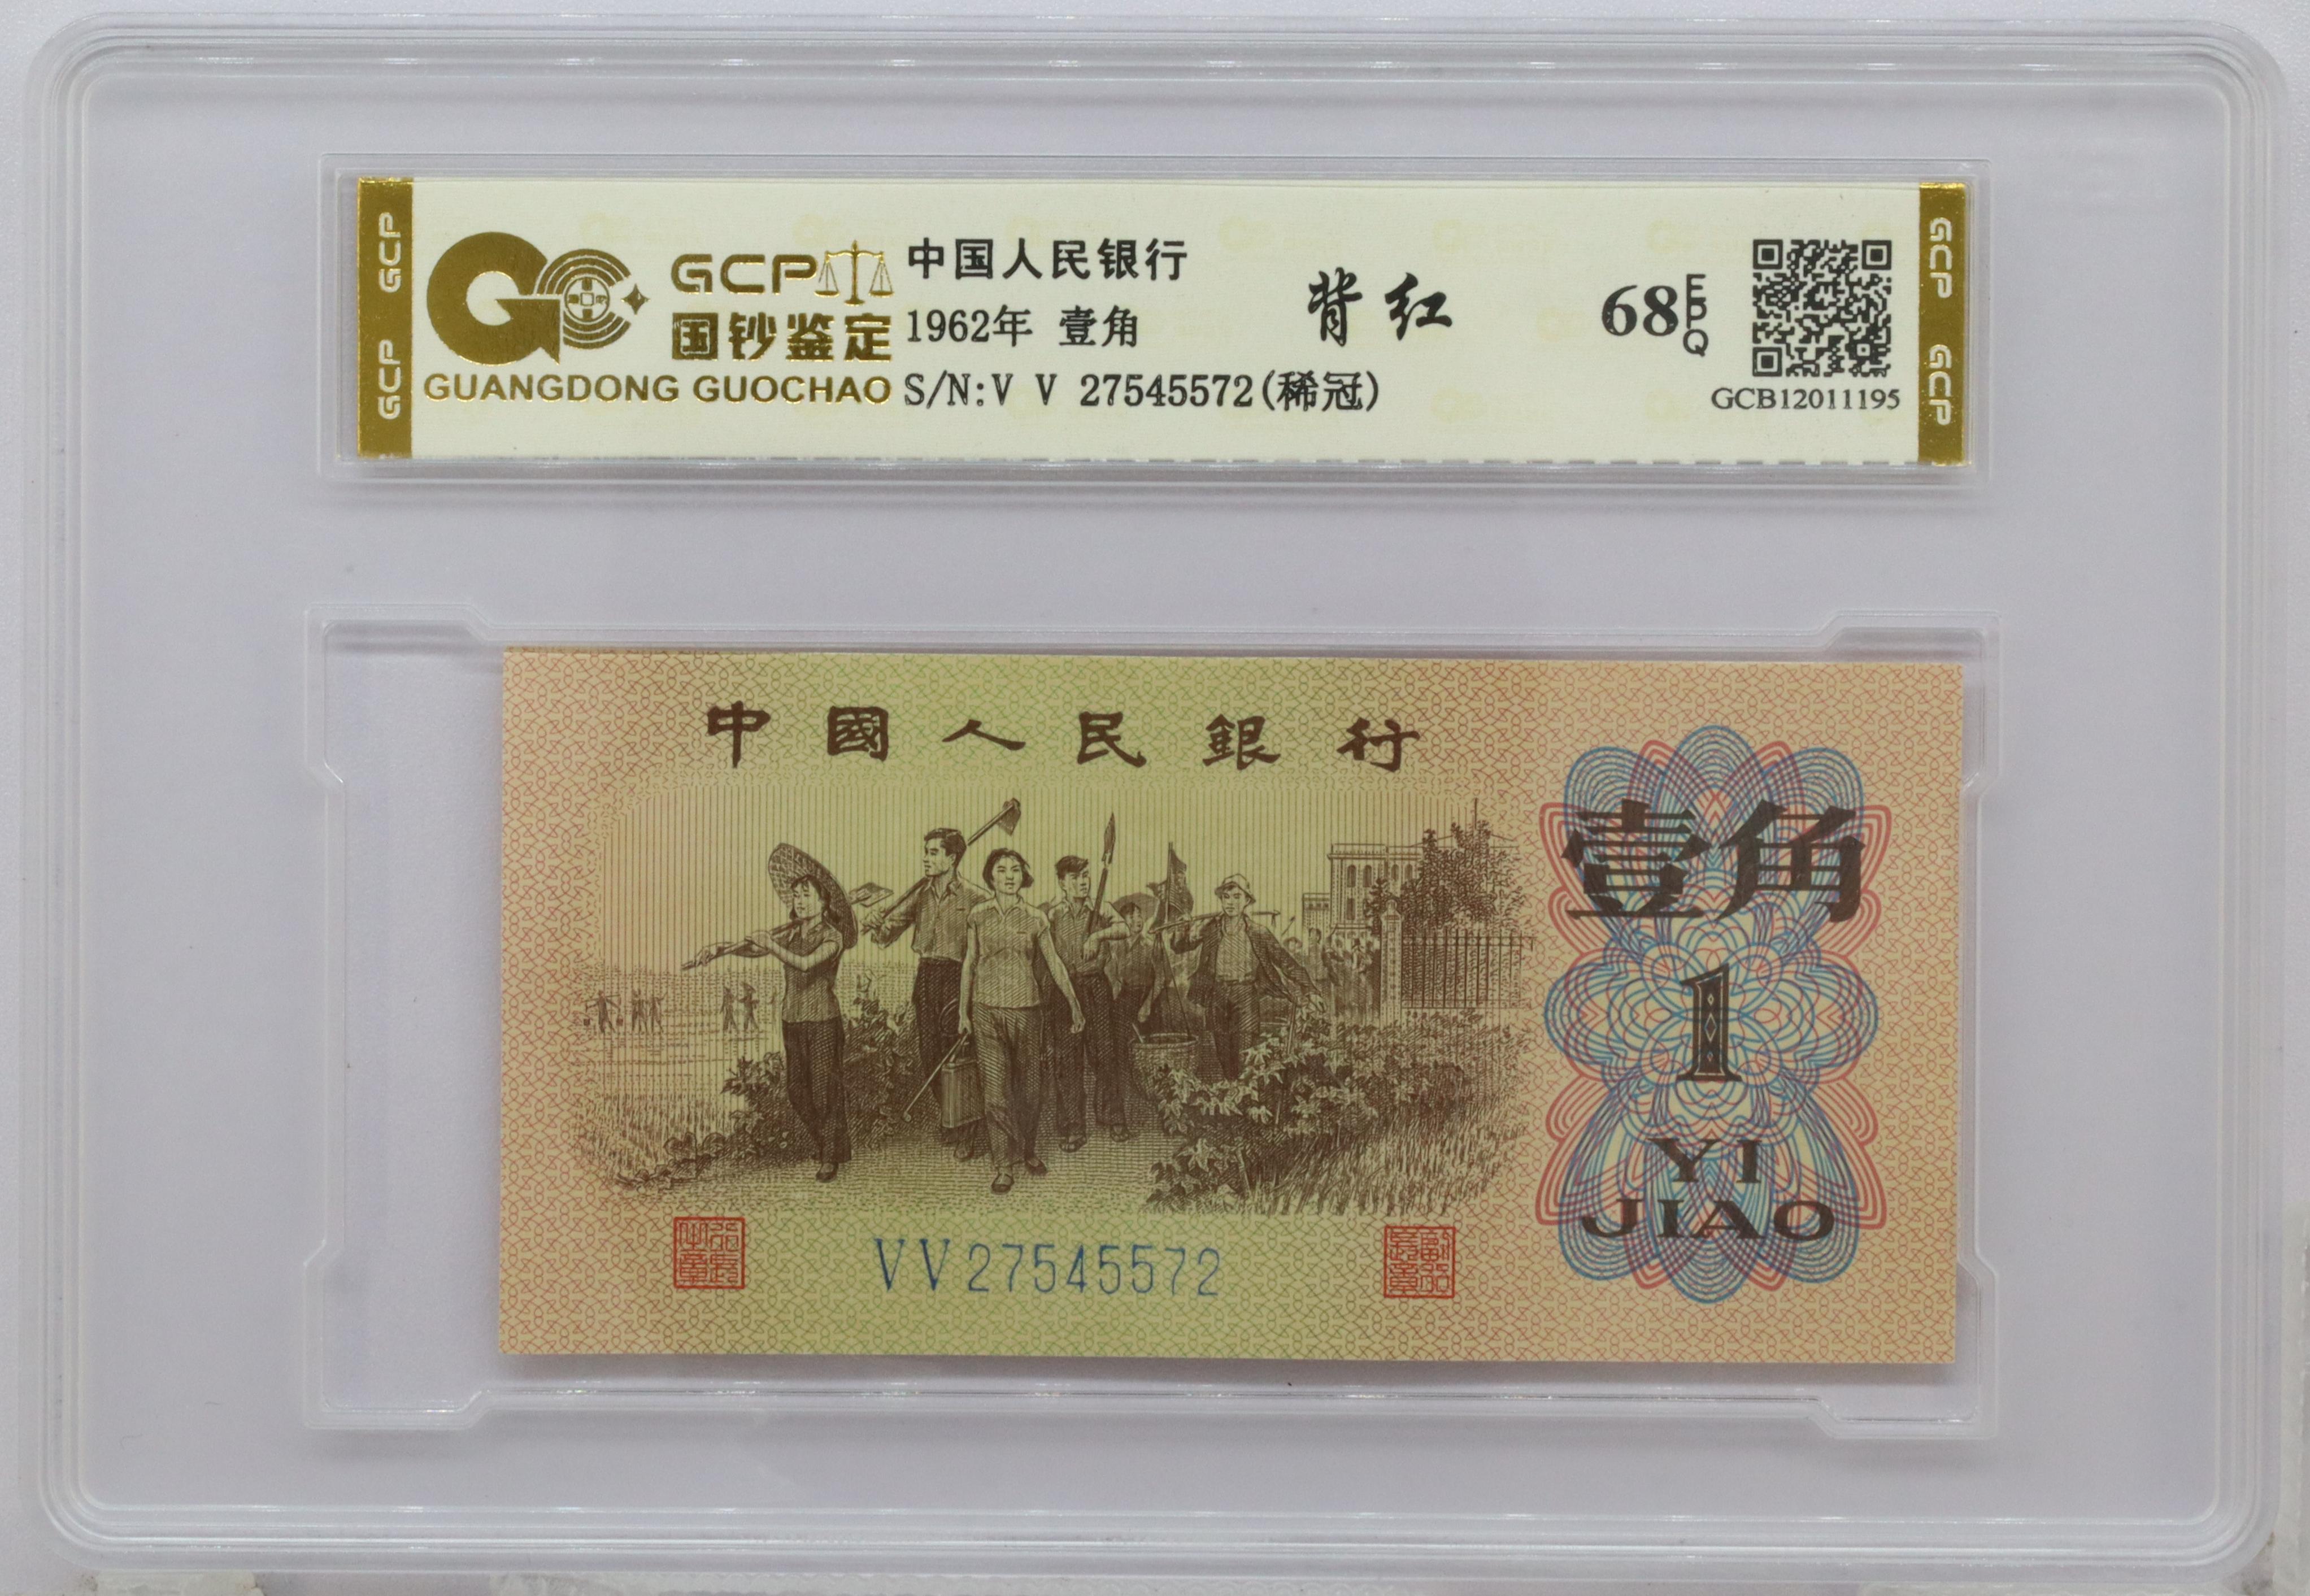 GCP GCP
GCP
国钞鉴定
GUANGDONG GUOCHAO
中国人民银行
1962年 壹角
S/N:V V 27545572(稀冠)
背红
68 EPQ
GCB12011195
GCP GCP
中國人民銀行
壹角
1
YI
JIAO
VV27545572